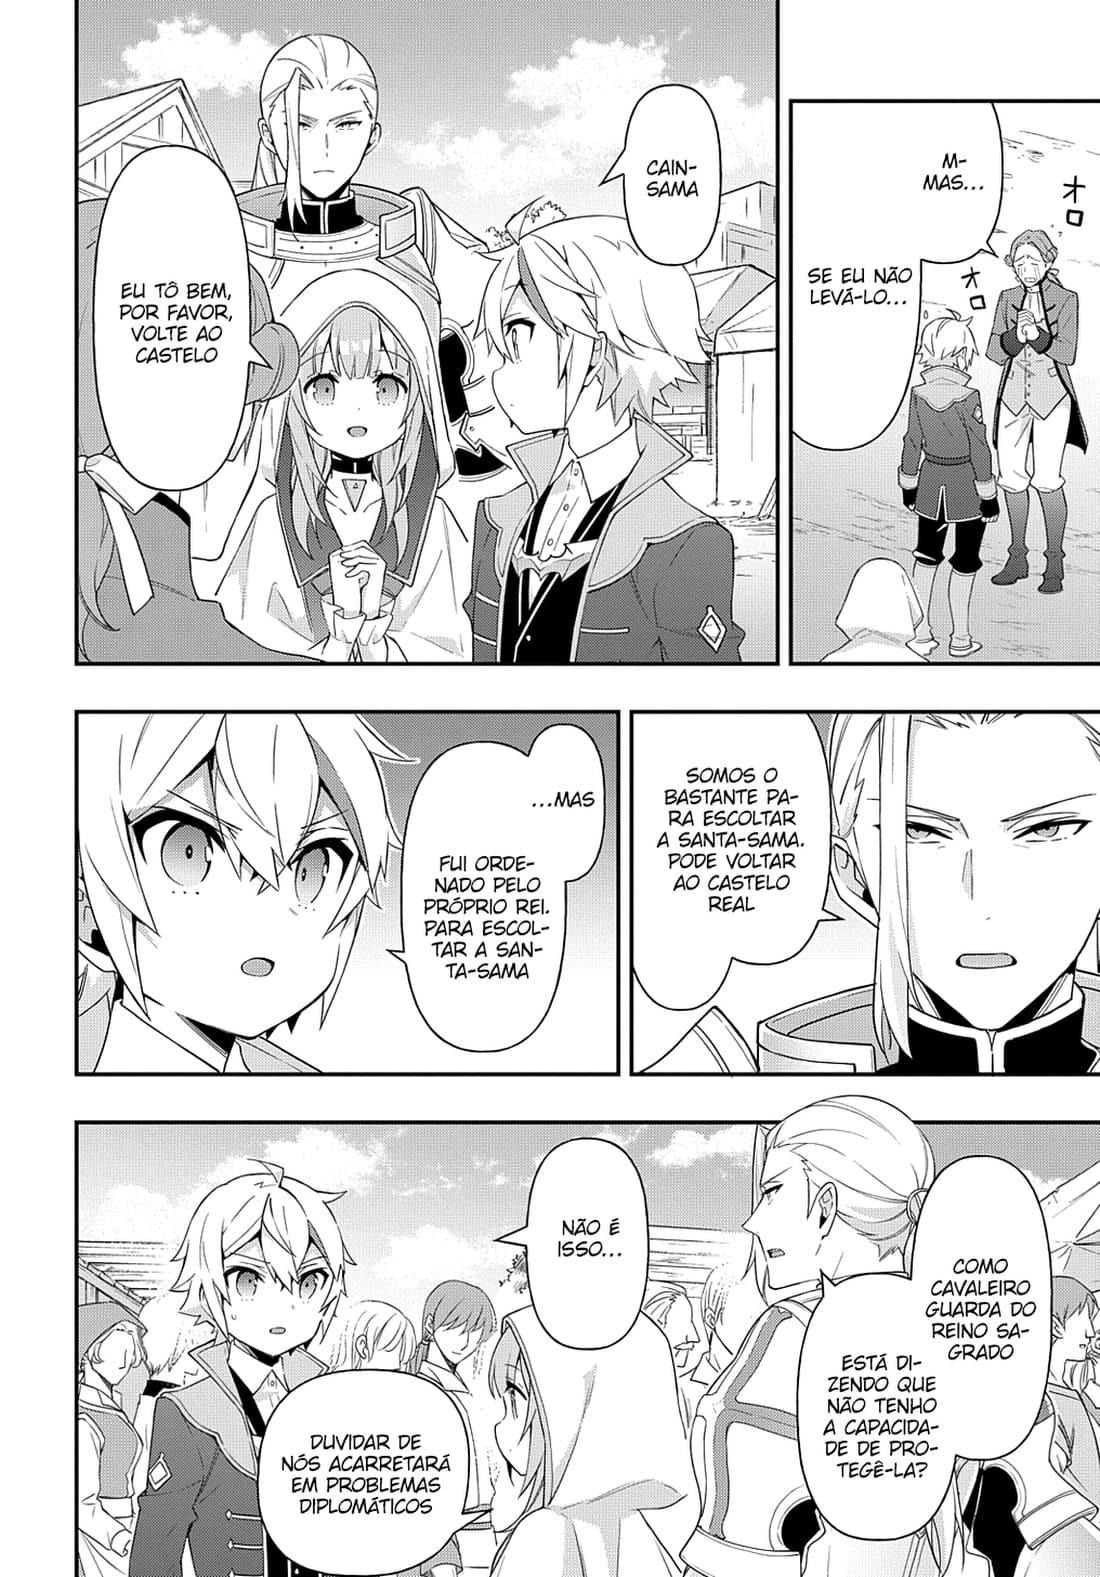 M-
MAS...
SE EU NÃO
LEVÁ-LO...
オ
ロ
オ
ロ
CAIN-
SAMA
EU TÔ BEM,
POR FAVOR,
VOLTE AO
CASTELO
SOMOS O
BASTANTE PA-
RA ESCOLTAR
A SANTA-SAMA.
PODE VOLTAR
AO CASTELO
REAL
...MAS
FUI ORDE-
NADO PELO
PRÓPRIO REI.
PARA ESCOL-
TAR A SAN-
TA-SAMA
COMO
CAVALEIRO
GUARDA DO
REINO SA-
GRADO
ESTÁ DI-
ZENDO QUE
NÃO TENHO
A CAPACIDA-
DE DE PRO-
TEGÊ-LA?
NÃO É
ISSO...
DUVIDAR DE
NÓS ACARRETARÁ
EM PROBLEMAS
DIPLOMÁTICOS